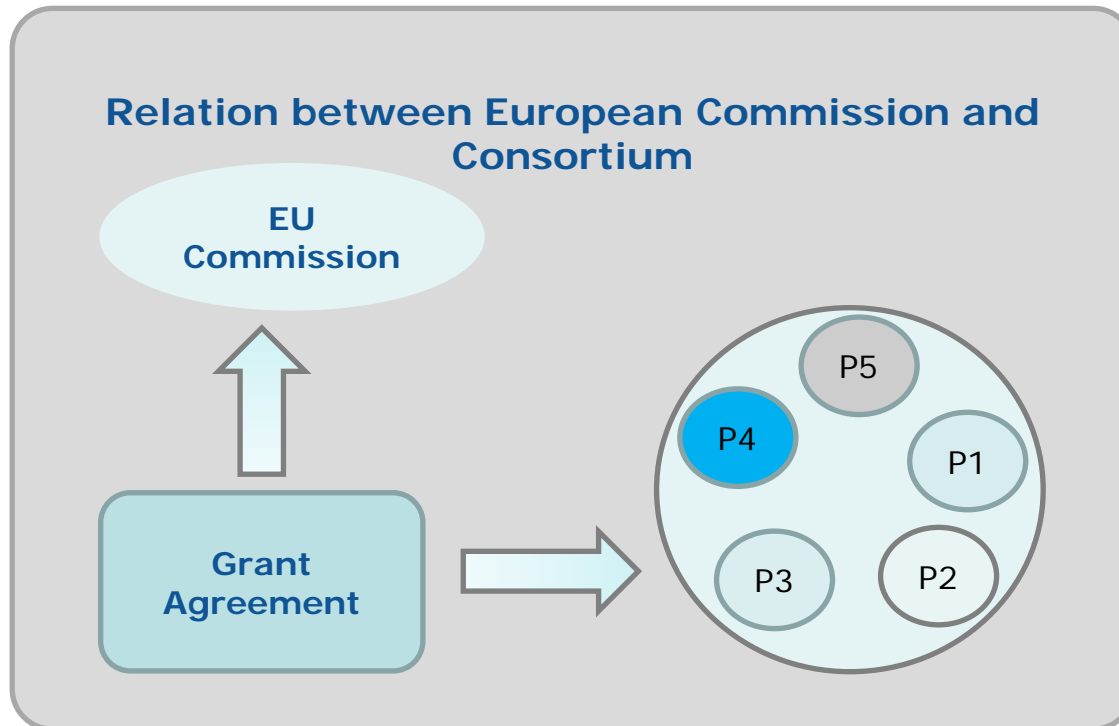 Relation between European Commission and
Consortium
EU
Commission
P5
P4
P1
Grant
Agreement
P3
P2